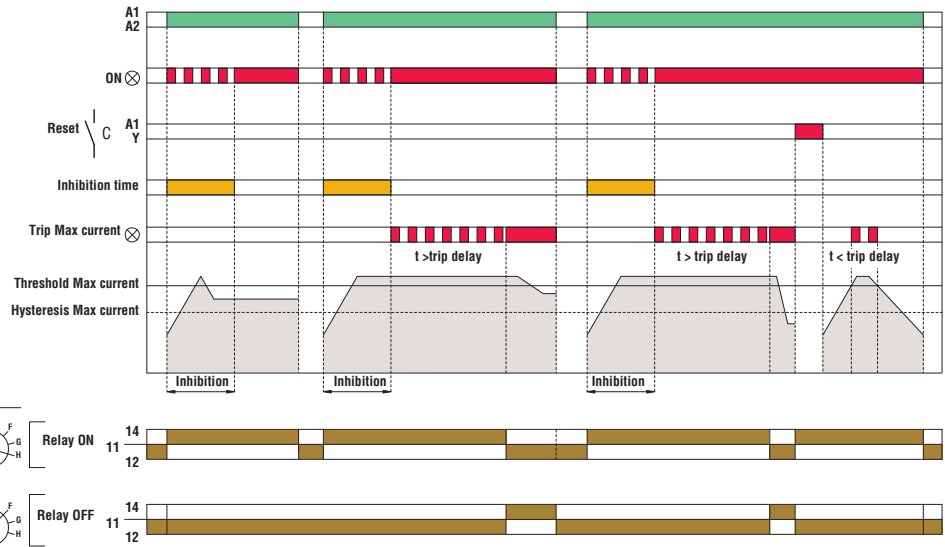 A1
A2
ON
Reset C A1
Y
Inhibition time
Trip Max current
t >trip delay t > trip delay t < trip delay
Threshold Max current
Hysteresis Max current
Inhibition Inhibition Inhibition
F
G
H
Relay ON 14
11
12
F
G
H
Relay OFF 14
11
12